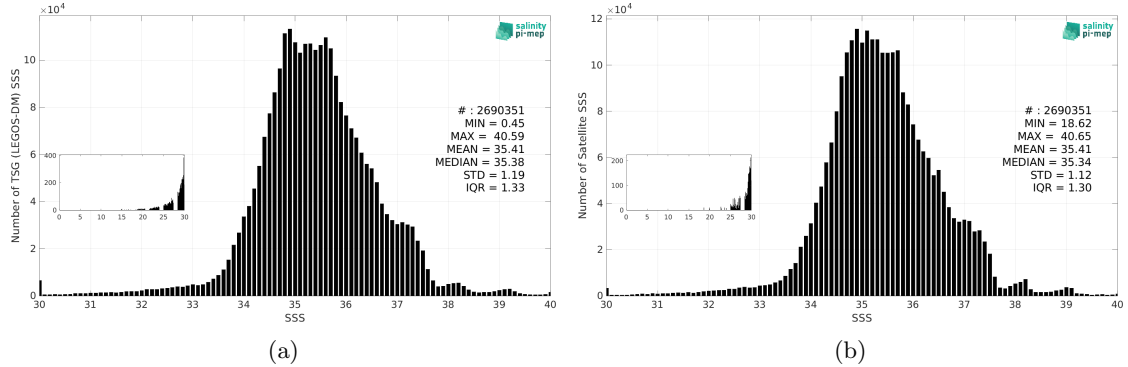 ×10⁴
salinity
pi-mep
Number of TSG (LEGOS-DM) SSS
10
8
6
4
2
0
# : 2690351
MIN = 0.45
MAX = 40.59
MEAN = 35.41
MEDIAN = 35.38
STD = 1.19
IQR = 1.33
400
200
0
0 5 10 15 20 25 30
30 31 32 33 34 35 36 37 38 39 40
SSS
(a)
12 ×10⁴
salinity
pi-mep
Number of Satellite SSS
10
8
6
4
2
0
# : 2690351
MIN = 18.62
MAX = 40.65
MEAN = 35.41
MEDIAN = 35.34
STD = 1.12
IQR = 1.30
200
100
0
0 5 10 15 20 25 30
30 31 32 33 34 35 36 37 38 39 40
SSS
(b)